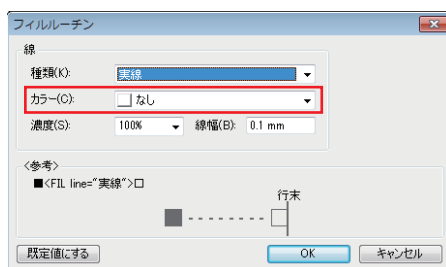 フィルルーチン
線
種類(K): 実線
カラー(C): なし
濃度(S): 100% 線幅(B): 0.1 mm
<参考>
■<FIL line="実線">□
行末
既定値にする OK キャンセル